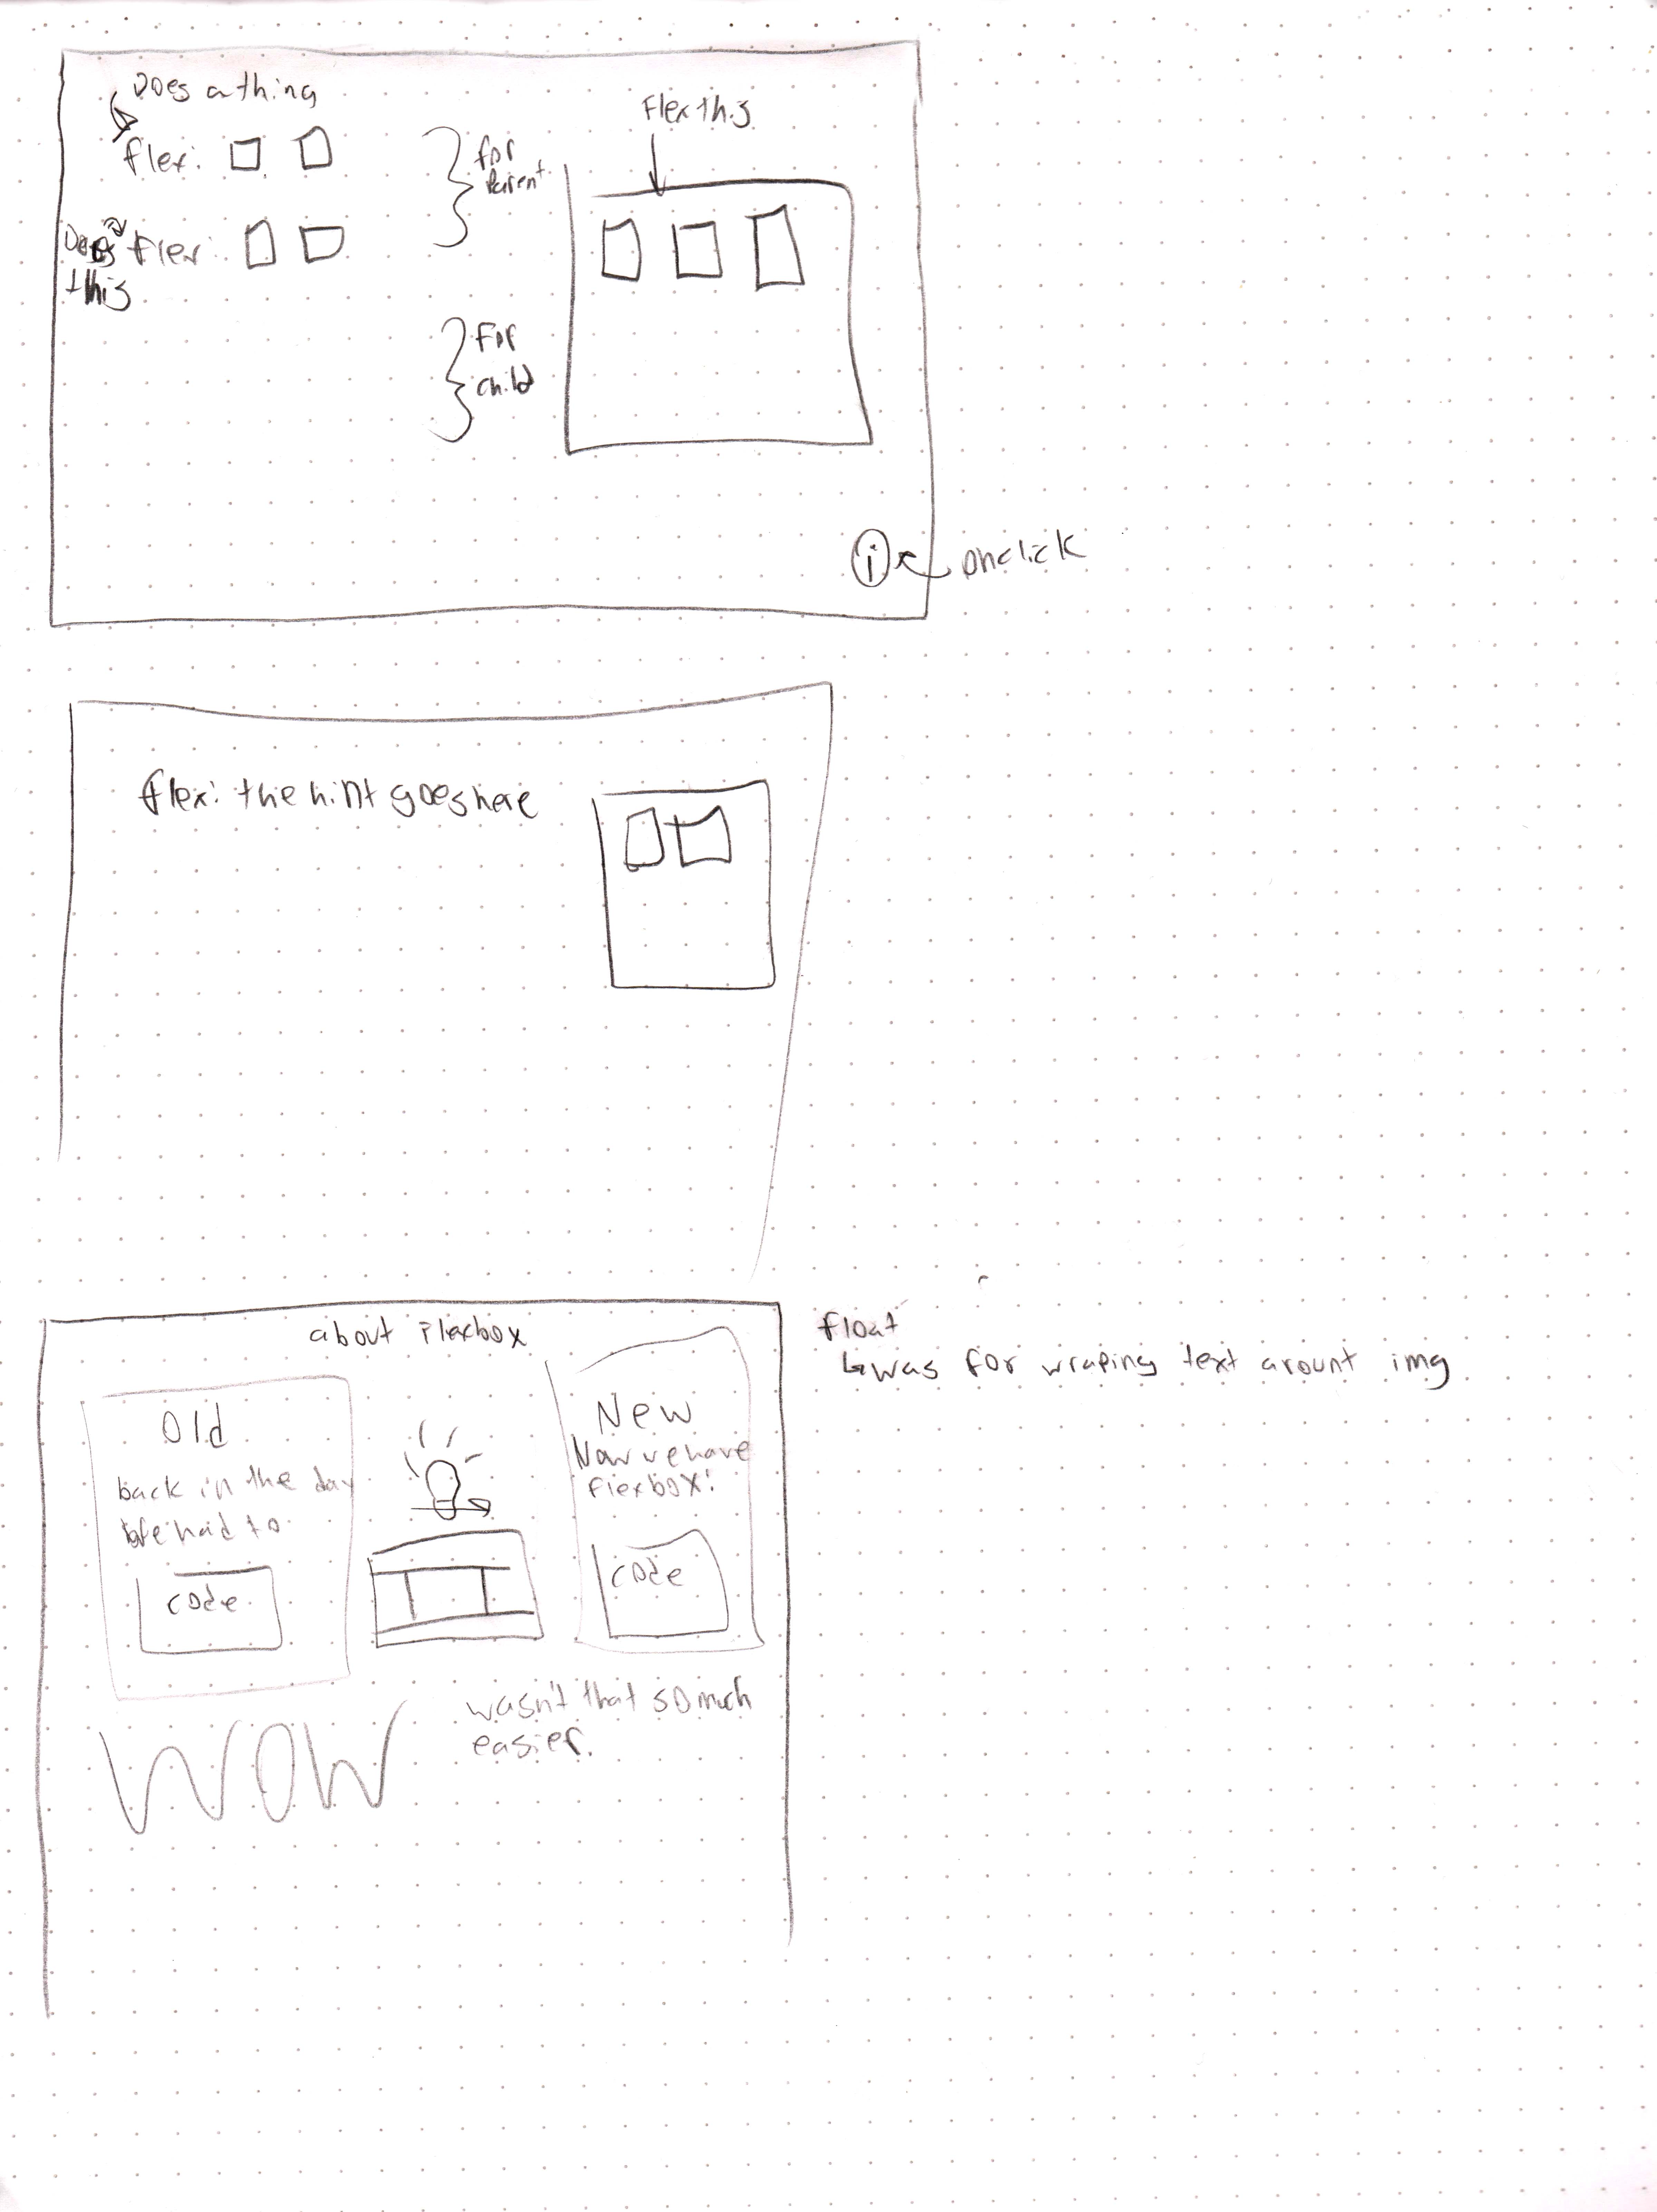 Does a thing
flex:
for
Parent
Flex this
Does
this
flex:
for
child
i
onclick
flex: the hint goes here
about flexbox
Old
back in the day
we had to
code
New
Now we have
flexbox!
code
WOW
wasn't that so much
easier.
float
was for wraping text arount img